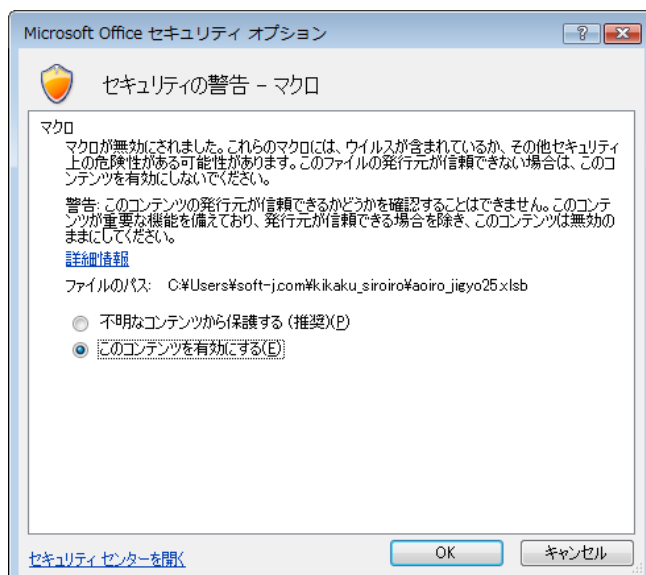 Microsoft Office セキュリティ オプション
セキュリティの警告 - マクロ
マクロ
マクロが無効にされました。これらのマクロには、ウイルスが含まれているか、その他セキュリティ
上の危険性がある可能性があります。このファイルの発行元が信頼できない場合は、このコ
ンテンツを有効にしないでください。
警告: このコンテンツの発行元が信頼できるかどうかを確認することはできません。このコンテ
ンツが重要な機能を備えており、発行元が信頼できる場合を除き、このコンテンツは無効の
ままにしてください。
詳細情報
ファイルのパス: C:¥Users¥soft-j.com¥kikaku_siroiro¥aoiro_jigyo25.xlsb
不明なコンテンツから保護する (推奨)(P)
このコンテンツを有効にする(E)
セキュリティ センターを開く
OK
キャンセル